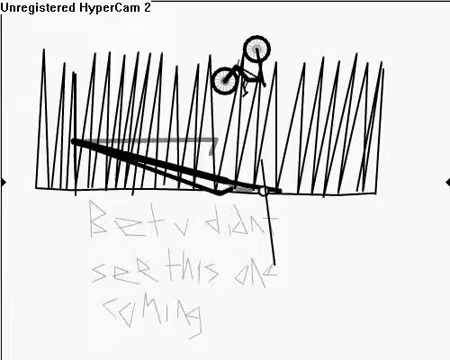 Unregistered HyperCam 2
Bet u didnt
see this one
coming